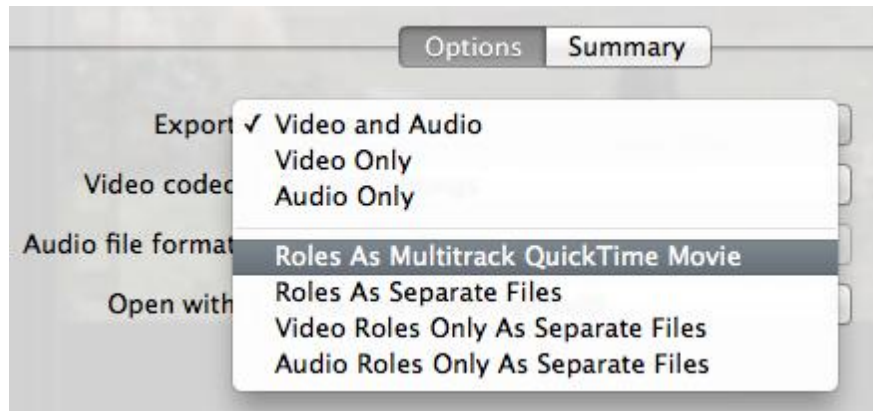 Options Summary
Export ✓ Video and Audio
Video Only
Video codec
Audio Only
Audio file format
Roles As Multitrack QuickTime Movie
Roles As Separate Files
Open with
Video Roles Only As Separate Files
Audio Roles Only As Separate Files